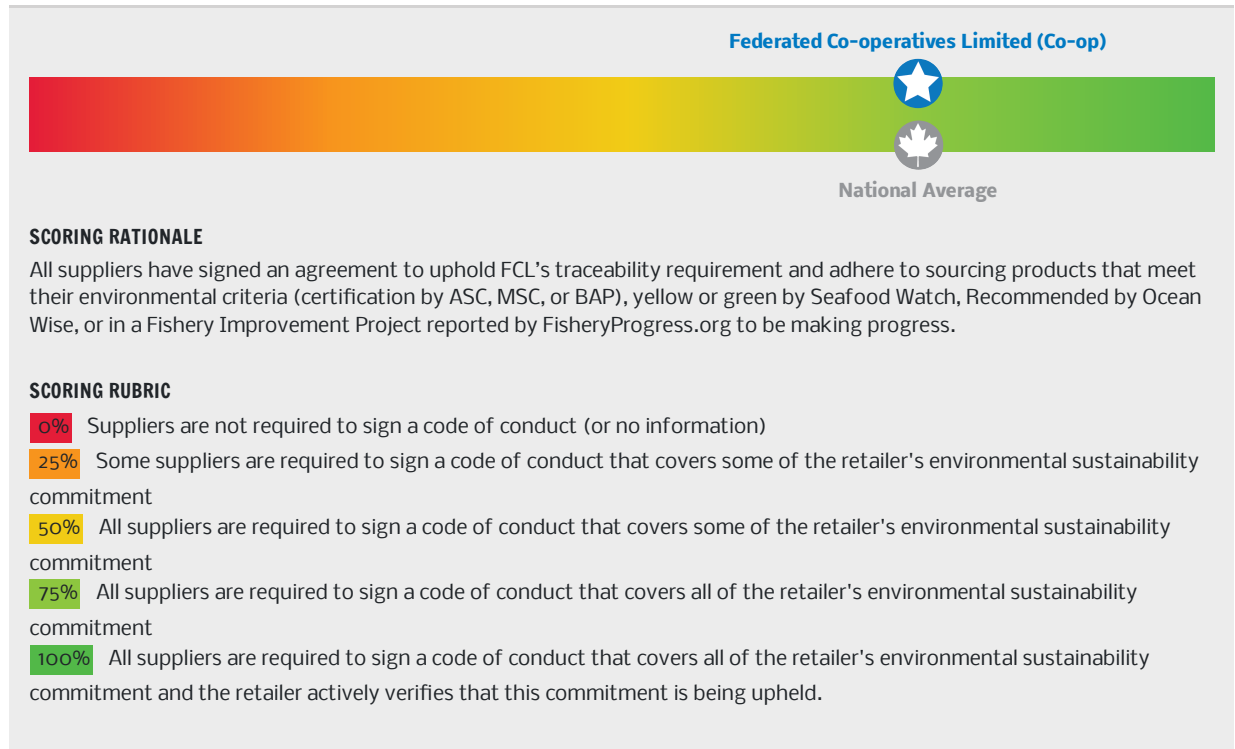 Federated Co-operatives Limited (Co-op)
National Average
SCORING RATIONALE
All suppliers have signed an agreement to uphold FCL's traceability requirement and adhere to sourcing products that meet
their environmental criteria (certification by ASC, MSC, or BAP), yellow or green by Seafood Watch, Recommended by Ocean
Wise, or in a Fishery Improvement Project reported by FisheryProgress.org to be making progress.
SCORING RUBRIC
0% Suppliers are not required to sign a code of conduct (or no information)
25% Some suppliers are required to sign a code of conduct that covers some of the retailer's environmental sustainability
commitment
50% All suppliers are required to sign a code of conduct that covers some of the retailer's environmental sustainability
commitment
75% All suppliers are required to sign a code of conduct that covers all of the retailer's environmental sustainability
commitment
100% All suppliers are required to sign a code of conduct that covers all of the retailer's environmental sustainability
commitment and the retailer actively verifies that this commitment is being upheld.